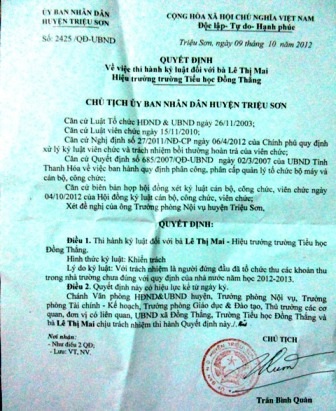 ỦY BAN NHÂN DÂN
HUYỆN TRIỆU SƠN
CỘNG HÒA XÃ HỘI CHỦ NGHĨA VIỆT NAM
Độc lập- Tự do- Hạnh phúc
Số: 2425 /QĐ-UBND
Triệu Sơn, ngày 09 tháng 10 năm 2012
QUYẾT ĐỊNH
Về việc thi hành kỷ luật đối với bà Lê Thị Mai
Hiệu trưởng trường Tiểu học Đồng Thắng
CHỦ TỊCH ỦY BAN NHÂN DÂN HUYỆN TRIỆU SƠN
Căn cứ Luật Tổ chức HĐND & UBND ngày 26/11/2003;
Căn cứ Luật viên chức ngày 15/11/2010;
Căn cứ Nghị định số 27/2011/NĐ-CP ngày 06/4/2012 của Chính phủ quy định
xử lý kỷ luật viên chức và trách nhiệm bồi thường hoàn trả của viên chức;
Căn cứ Quyết định số 685/2007/QĐ-UBND ngày 02/3/2007 của UBND Tỉnh
Thanh Hóa về việc ban hành quy định phân công, phân cấp quản lý tổ chức bộ máy và
cán bộ, công chức;
Căn cứ biên bản họp hội đồng xét kỷ luật cán bộ, công chức, viên chức ngày
04/10/2012 của Hội đồng kỷ luật cán bộ, công chức, viên chức;
Xét đề nghị của ông Trưởng phòng Nội vụ huyện Triệu Sơn,
QUYẾT ĐỊNH:
Điều 1. Thi hành kỷ luật đối với bà Lê Thị Mai - Hiệu trưởng trường Tiểu học
Đồng Thắng.
Hình thức kỷ luật: Khiển trách
Lý do kỷ luật: Với trách nhiệm là người đứng đầu đã tổ chức thu các khoản thu
trong nhà trường chưa đúng với quy định của nhà nước năm học 2012-2013.
Điều 2. Quyết định này có hiệu lực kể từ ngày ký.
Chánh Văn phòng HĐND&UBND huyện, Trưởng phòng Nội Vụ, Trưởng
phòng Tài chính - Kế hoạch, Trưởng phòng Giáo dục & Đào tạo, Thủ trưởng các cơ
quan, đơn vị có liên quan, UBND xã Đồng Thắng, Trường Tiểu học Đồng Thắng và
bà Lê Thị Mai chịu trách nhiệm thi hành Quyết định này./.
Nơi nhận:
- Như điều 2 QĐ;
- Lưu: VT, NV.
CHỦ TỊCH
Trần Bình Quân